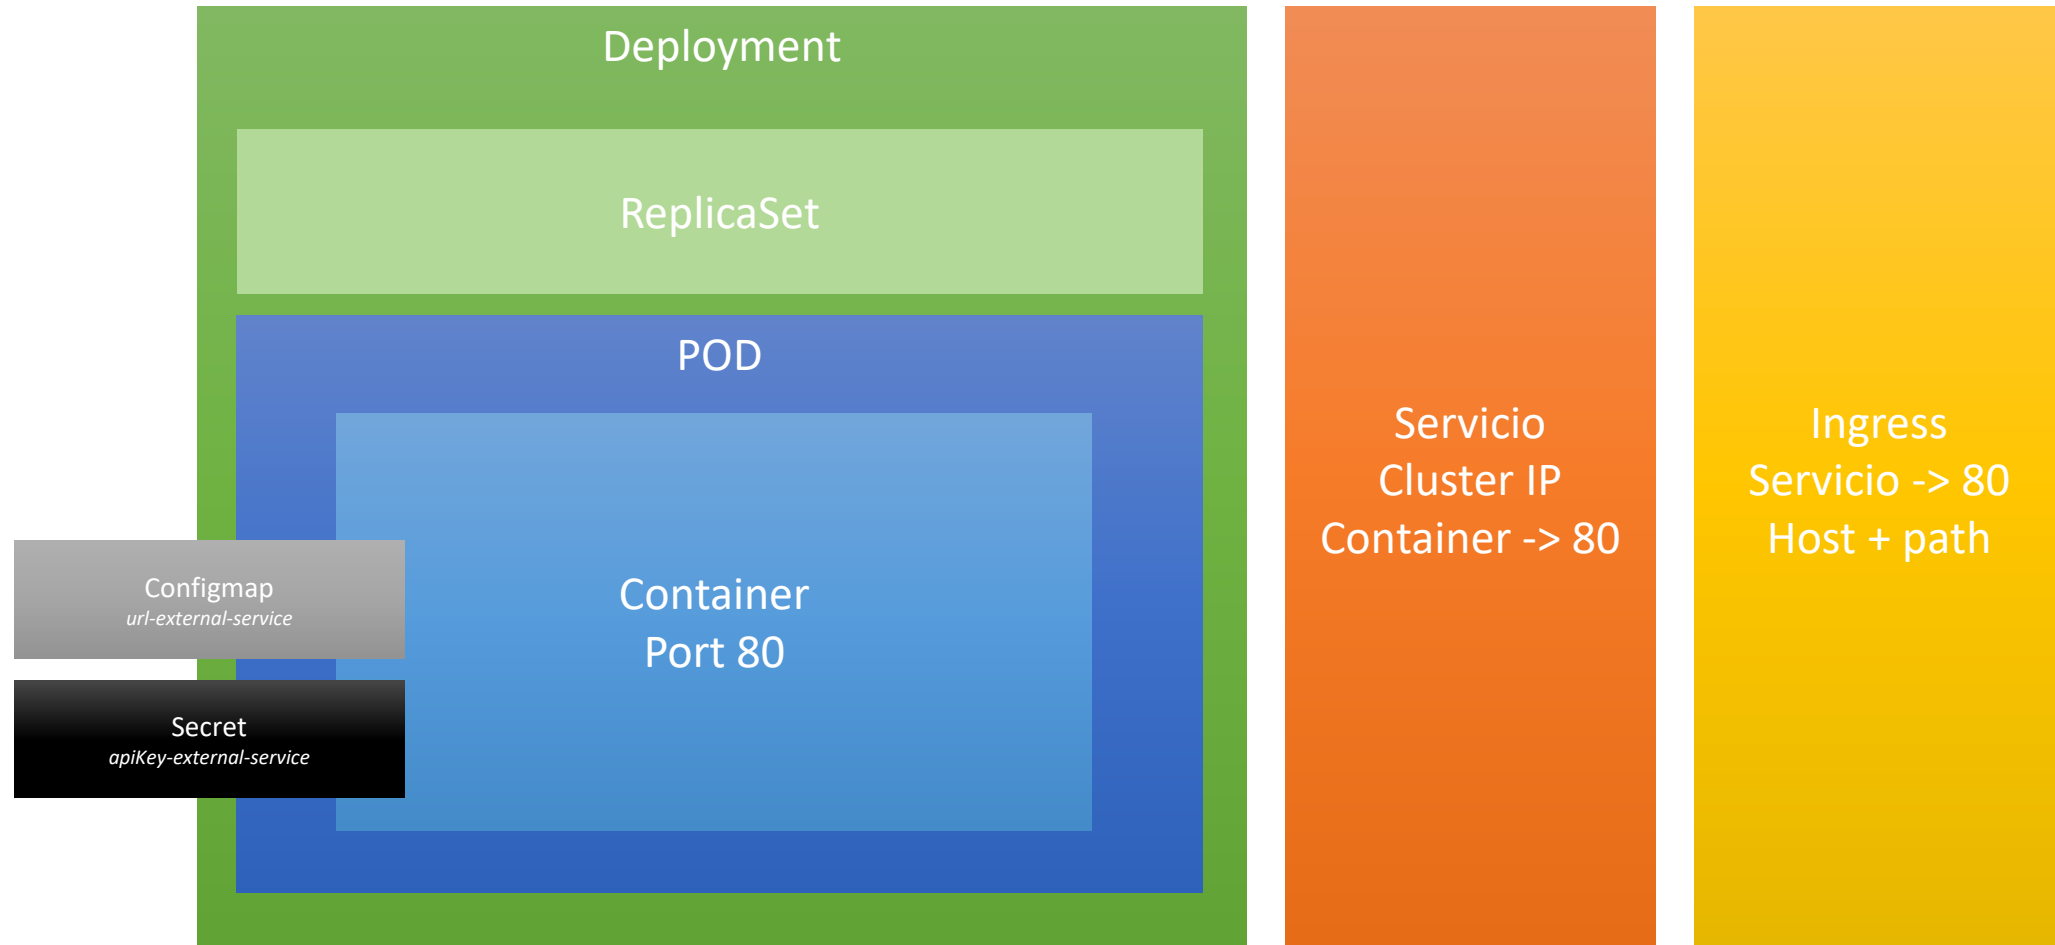 Deployment
ReplicaSet
POD
Container
Port 80
Configmap
url-external-service
Secret
apiKey-external-service
Servicio
Cluster IP
Container -> 80
Ingress
Servicio -> 80
Host + path